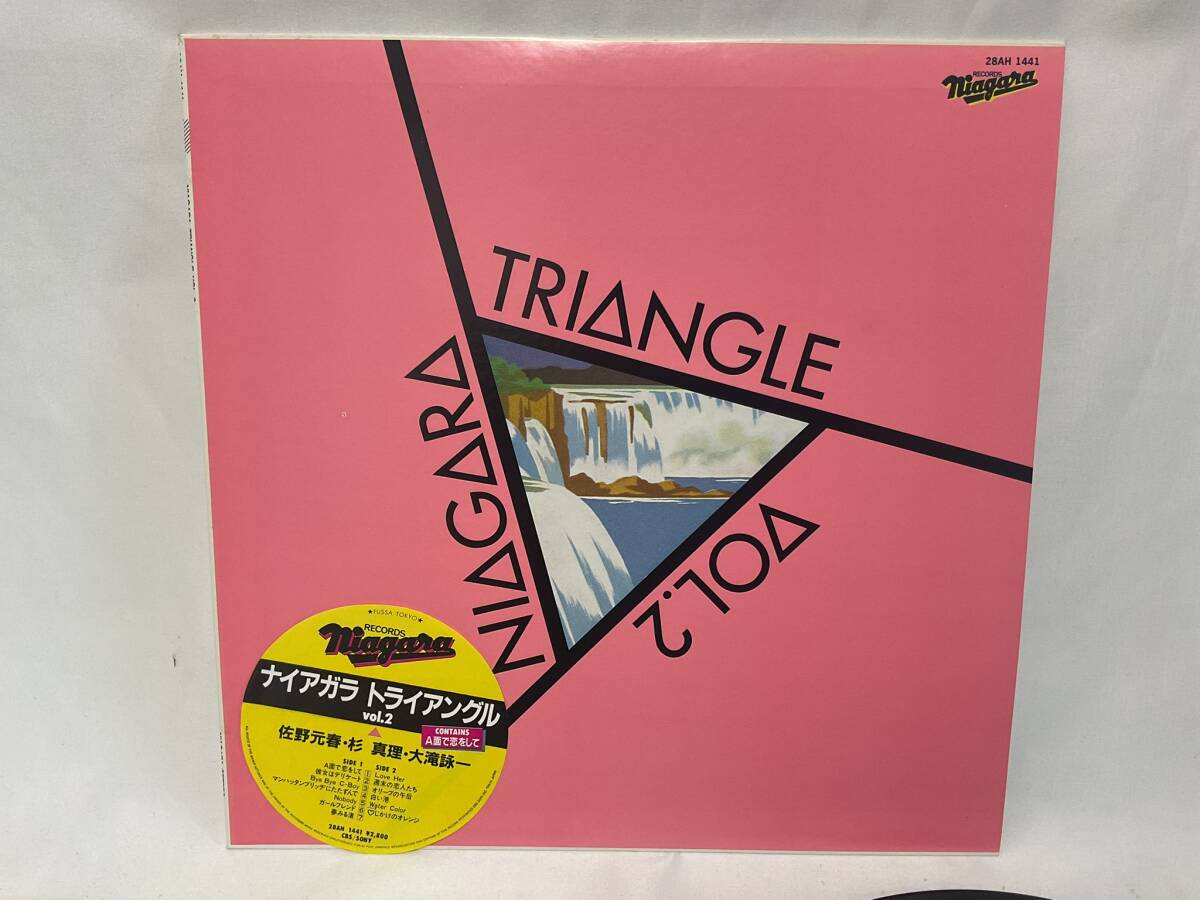 28AH 1441
RECORDS
Niagara
TRIANGLE
NIAGARA
VOL.2
★FUSSA TOKYO★
RECORDS
Niagara
ナイアガラ トライアングル
vol.2
CONTAINS
A面で恋をして
佐野元春・杉 真理・大滝詠一
SIDE 1 SIDE 2
A面で恋をして 1 Love Her
彼女はデリケート 2 週末の恋人たち
Bye Bye C-Boy 3 オリーブの午后
マンハッタンブリッヂにたたずんで 4 白い港
Nobody 5 Water Color
ガールフレンド 6 ♡じかけのオレンジ
夢みる渚 7
28AH 1441 ¥2,800
CBS/SONY